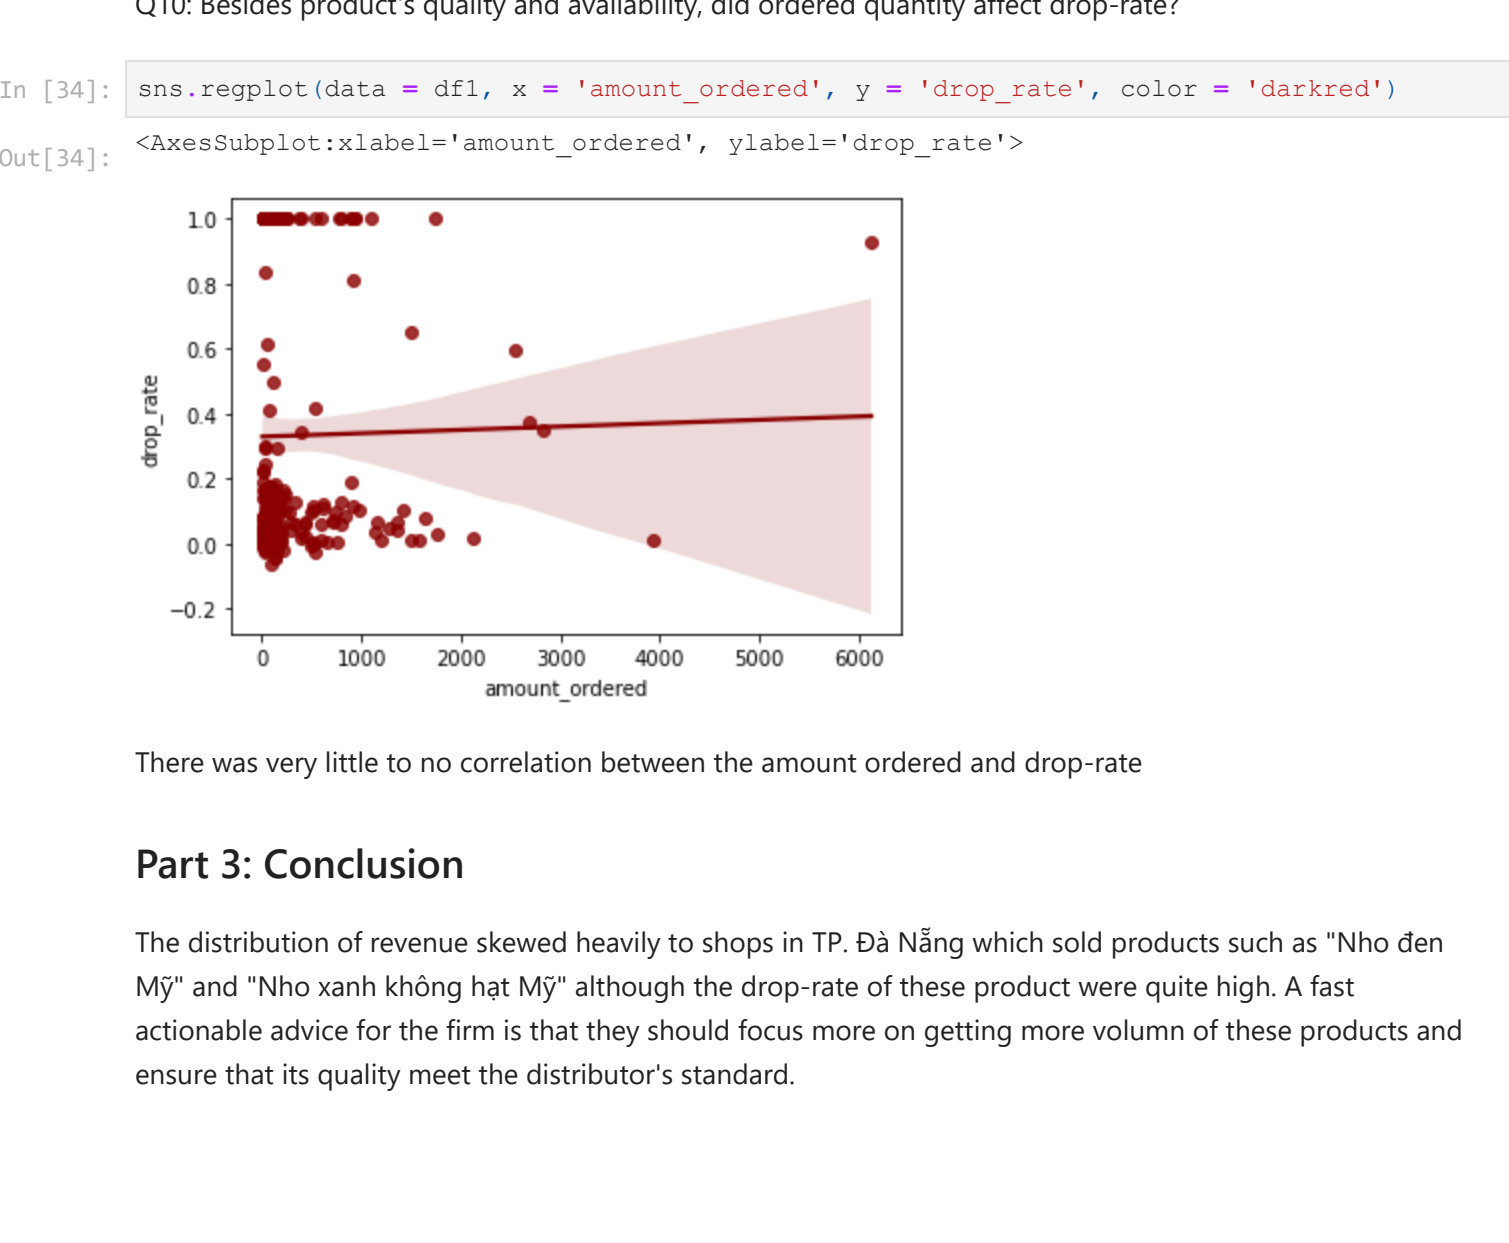 Q10: Besides product's quality and availability, did ordered quantity affect drop-rate?
In [34]: sns.regplot(data = df1, x = 'amount_ordered', y = 'drop_rate', color = 'darkred')
Out[34]: <AxesSubplot:xlabel='amount_ordered', ylabel='drop_rate'>
1.0
0.8
0.6
0.4
0.2
0.0
−0.2
drop_rate
0 1000 2000 3000 4000 5000 6000
amount_ordered
There was very little to no correlation between the amount ordered and drop-rate
Part 3: Conclusion
The distribution of revenue skewed heavily to shops in TP. Đà Nẵng which sold products such as "Nho đen
Mỹ" and "Nho xanh không hạt Mỹ" although the drop-rate of these product were quite high. A fast
actionable advice for the firm is that they should focus more on getting more volumn of these products and
ensure that its quality meet the distributor's standard.